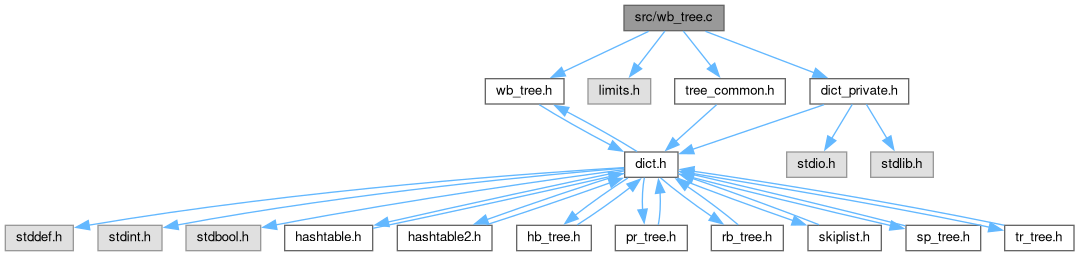 src/wb_tree.c
wb_tree.h
limits.h
tree_common.h
dict_private.h
dict.h
stdio.h
stdlib.h
stddef.h
stdint.h
stdbool.h
hashtable.h
hashtable2.h
hb_tree.h
pr_tree.h
rb_tree.h
skiplist.h
sp_tree.h
tr_tree.h